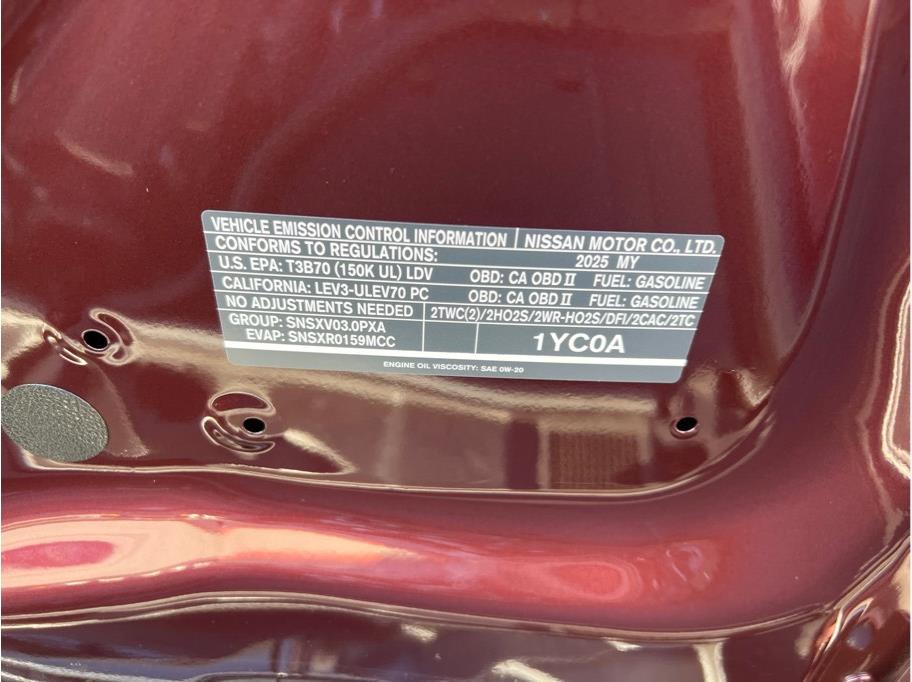 VEHICLE EMISSION CONTROL INFORMATION NISSAN MOTOR CO., LTD.
CONFORMS TO REGULATIONS: 2025 MY
U.S. EPA: T3B70 (150K UL) LDV OBD: CA OBD II FUEL: GASOLINE
CALIFORNIA: LEV3-ULEV70 PC OBD: CA OBD II FUEL: GASOLINE
NO ADJUSTMENTS NEEDED 2TWC(2)/2HO2S/2WR-HO2S/DFI/2CAC/2TC
GROUP: SNSXV03.0PXA
EVAP: SNSXR0159MCC 1YC0A
ENGINE OIL VISCOSITY: SAE 0W-20